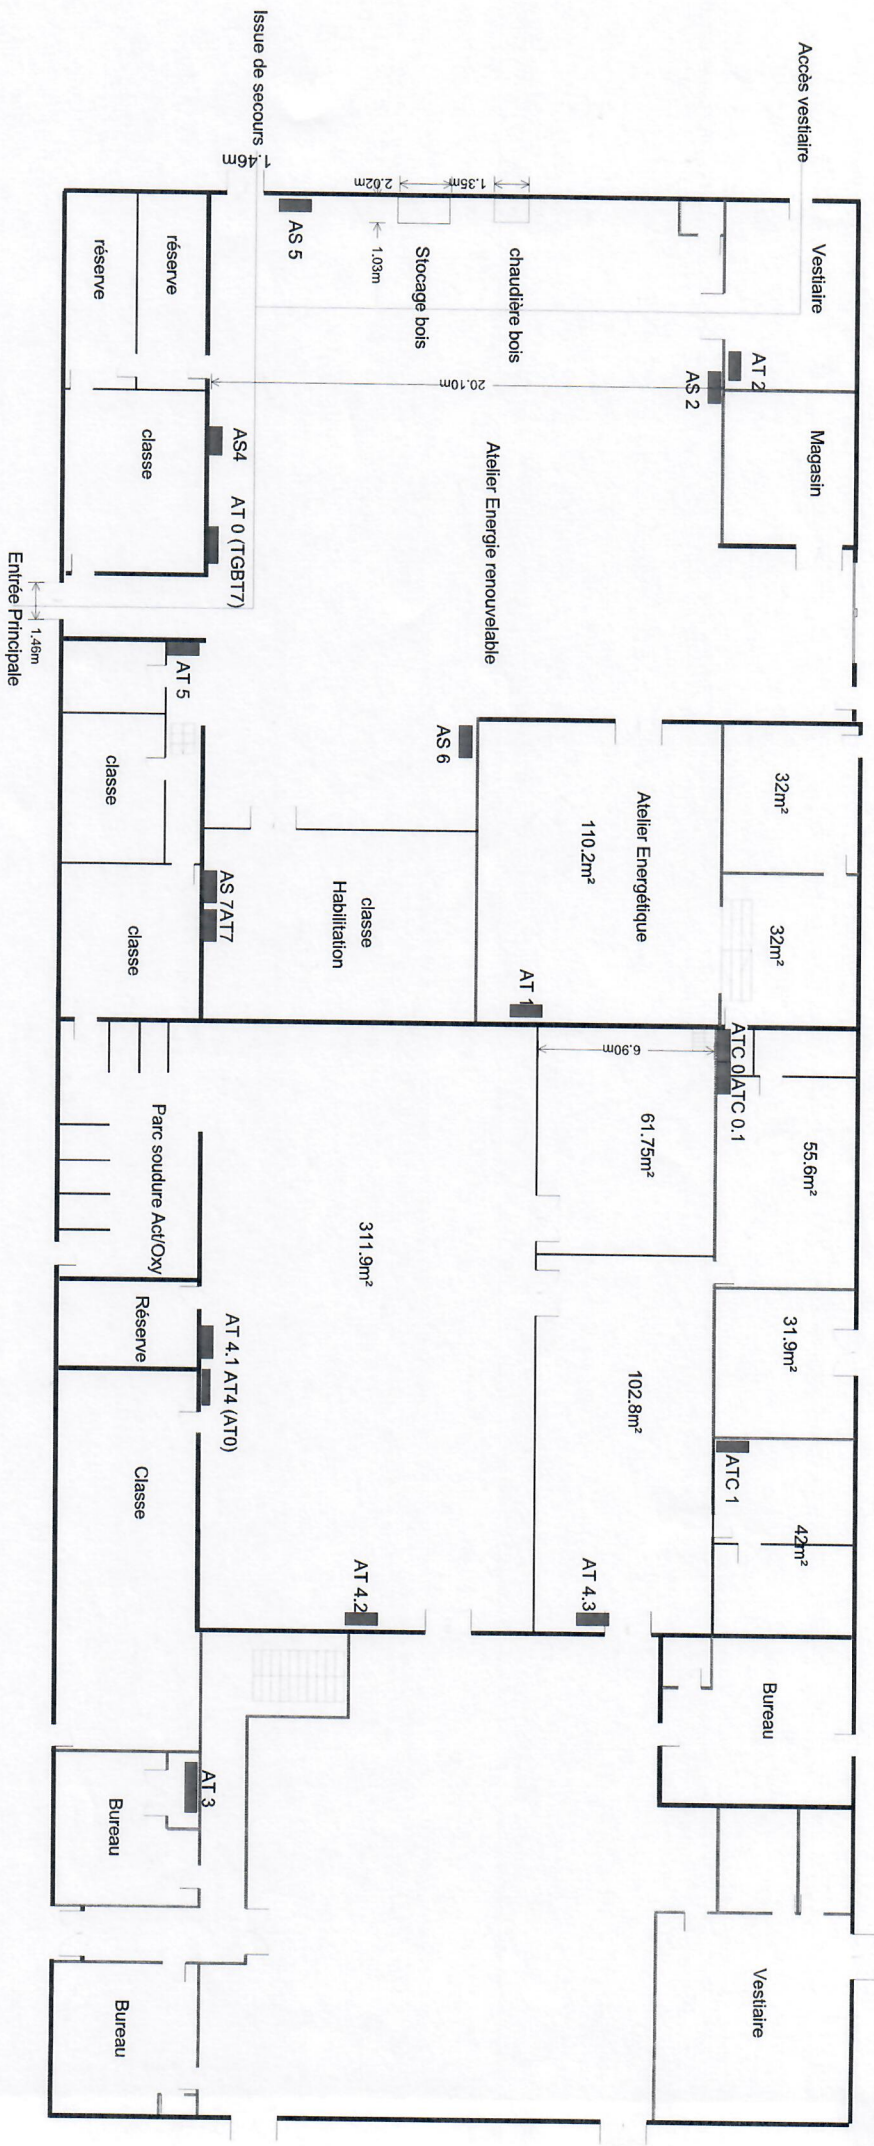 Issue de secours
1.46m
Accès vestiaire
2.02m
1.35m
1.03m
AS 5
Stocage bois
chaudière bois
Vestiaire
réserve
réserve
AT 2
AS 2
20.10m
Magasin
classe
AS4
AT 0 (TGBT7)
Atelier Energie renouvelable
Entrée Principale
1.46m
AT 5
AS 6
32m²
Atelier Energétique
110.2m²
classe
classe
Habilitation
AS 7
AT7
classe
32m²
AT 1
ATC 0
ATC 0.1
6.90m
61.75m²
55.6m²
Parc soudure Act/Oxy
311.9m²
31.9m²
Réserve
AT 4.1
AT4 (AT0)
102.8m²
ATC 1
42m²
Classe
AT 4.2
AT 4.3
Bureau
AT 3
Bureau
Vestiaire
Bureau